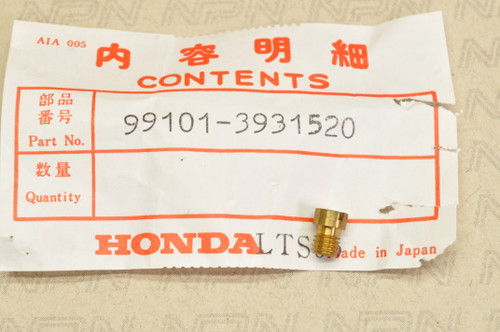 AIA 005
内容明細
CONTENTS
部品
番号
Part No.
99101-3931520
数量
Quantity
HONDA LTS Made in Japan